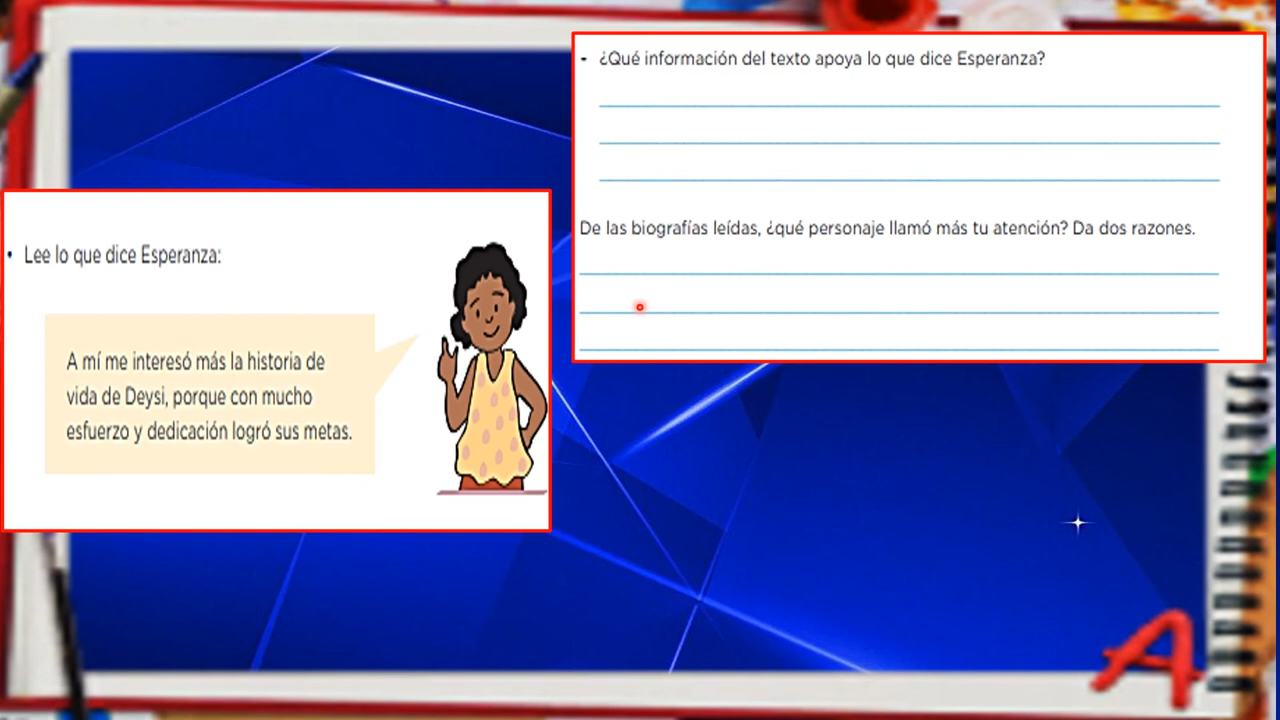 • Lee lo que dice Esperanza:
A mí me interesó más la historia de
vida de Deysi, porque con mucho
esfuerzo y dedicación logró sus metas.
- ¿Qué información del texto apoya lo que dice Esperanza?
De las biografías leídas, ¿qué personaje llamó más tu atención? Da dos razones.
A